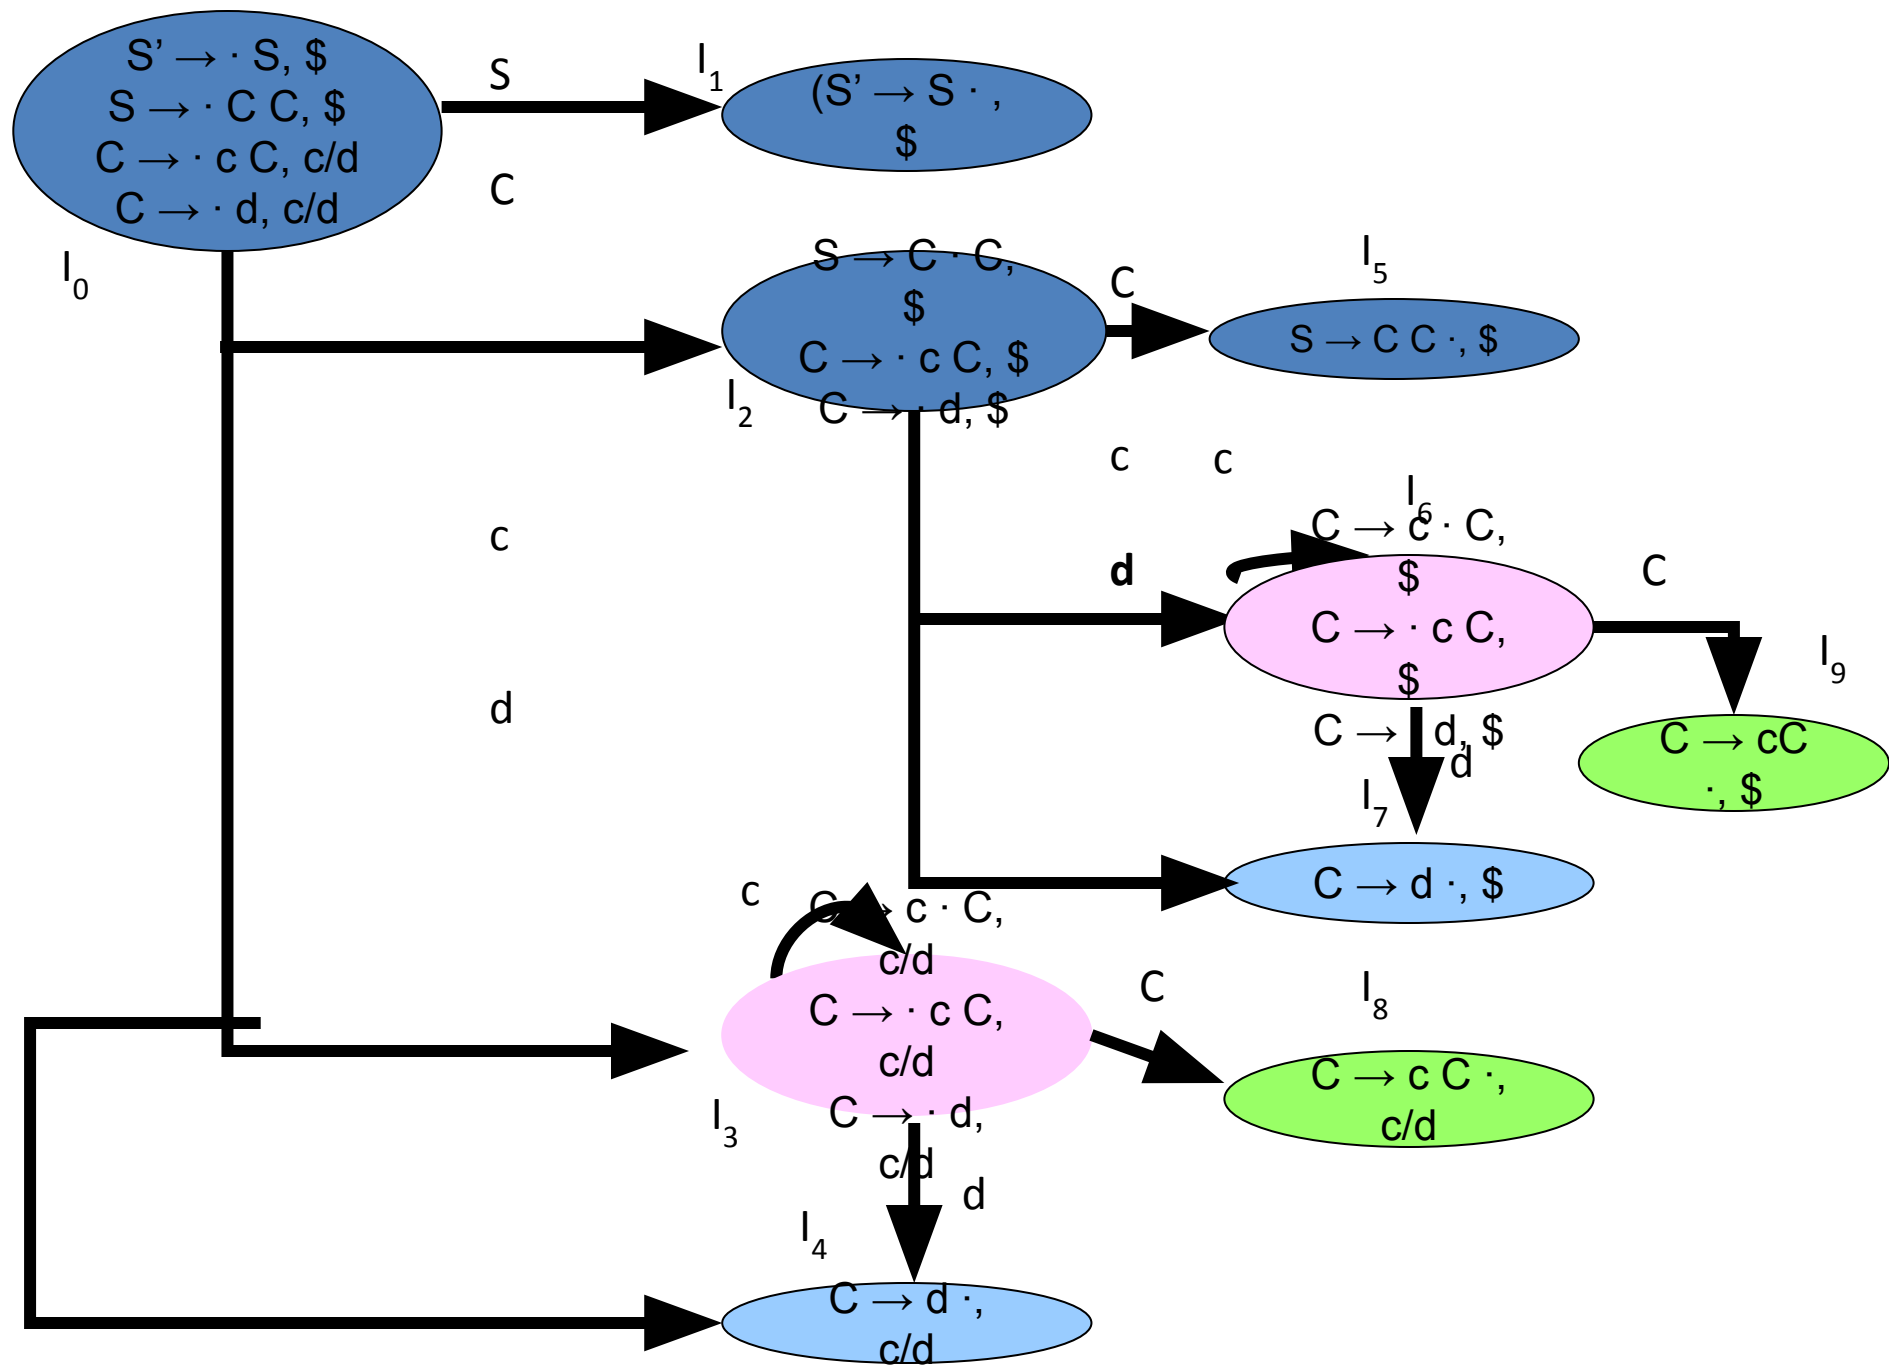 S’ → · S, $
S → · C C, $
C → · c C, c/d
C → · d, c/d
I0
S
C
I1
(S’ → S · ,
$
S → C · C,
$
C → · c C, $
C → · d, $
I2
C
I5
S → C C ·, $
c
d
c
d
c
I6
C → c · C,
$
C → · c C,
$
C → · d, $
C
I9
C → cC
·, $
d
I7
C → d ·, $
c
C → c · C,
c/d
C → · c C,
c/d
C → · d,
c/d
I3
C
I8
C → c C ·,
c/d
d
I4
C → d ·,
c/d